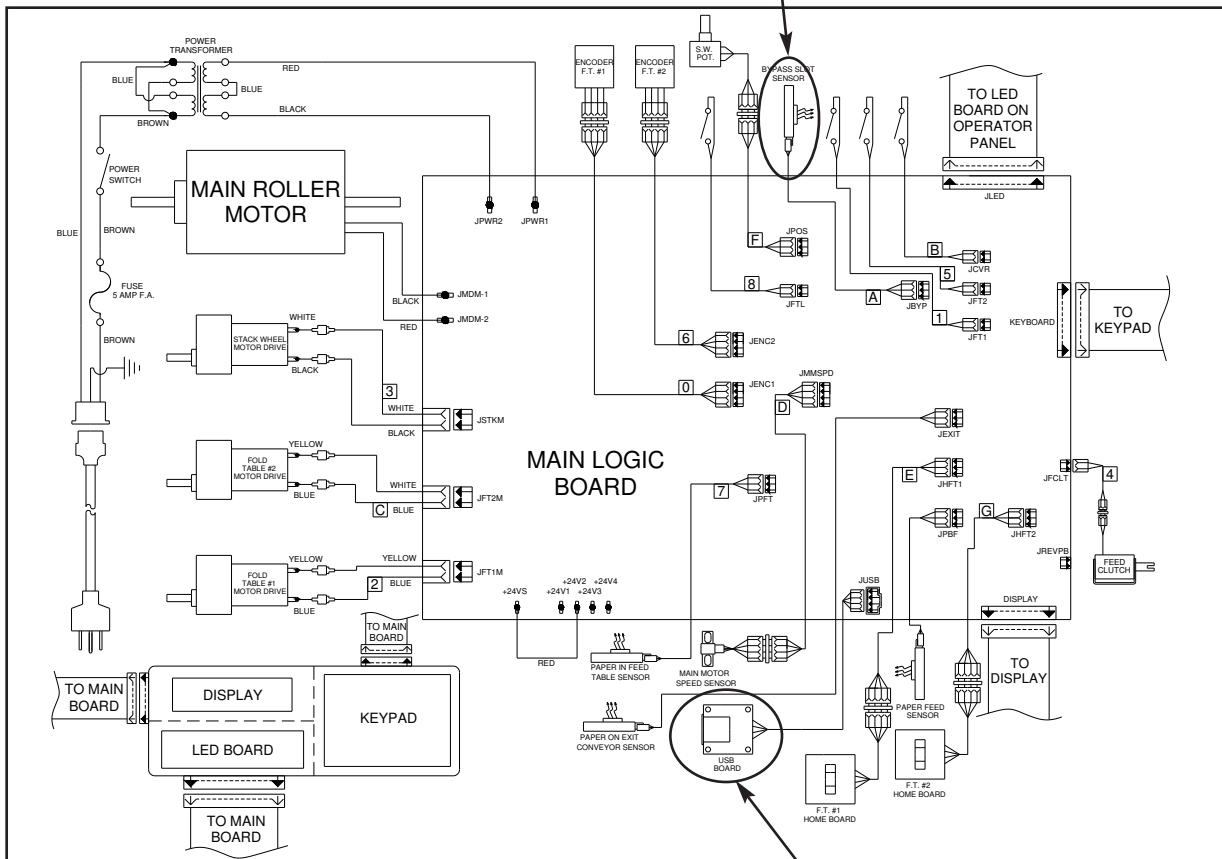 POWER
TRANSFORMER
BLUE
RED
BLUE
BLACK
BROWN
POWER
SWITCH
BLUE
BROWN
FUSE
5 AMP F.A.
BROWN
MAIN ROLLER
MOTOR
BLACK
RED
JMDM-1
JMDM-2
JPWR2
JPWR1
ENCODER
F.T. #1
ENCODER
F.T. #2
S.W.
POT.
BYPASS SLOT
SENSOR
TO LED
BOARD ON
OPERATOR
PANEL
JLED
F
JPOS
8
JFTL
A
JBYP
B
JCVR
5
JFT2
1
JFT1
KEYBOARD
TO
KEYPAD
6
JENC2
0
JENC1
D
JMMSPD
JEXIT
E
JHFT1
JPBF
G
JHFT2
7
JPFT
JFCLT
4
FEED
CLUTCH
JREVPB
WHITE
STACK WHEEL
MOTOR DRIVE
BLACK
3
WHITE
BLACK
JSTKM
YELLOW
FOLD
TABLE #2
MOTOR DRIVE
BLUE
WHITE
C
BLUE
JFT2M
YELLOW
FOLD
TABLE #1
MOTOR DRIVE
BLUE
YELLOW
2
BLUE
JFT1M
MAIN LOGIC
BOARD
+24VS
+24V1
+24V2
+24V3
+24V4
RED
JUSB
DISPLAY
TO
DISPLAY
PAPER IN FEED
TABLE SENSOR
MAIN MOTOR
SPEED SENSOR
PAPER ON EXIT
CONVEYOR SENSOR
USB
BOARD
PAPER FEED
SENSOR
F.T. #1
HOME BOARD
F.T. #2
HOME BOARD
TO MAIN
BOARD
TO MAIN
BOARD
DISPLAY
LED BOARD
KEYPAD
TO MAIN
BOARD